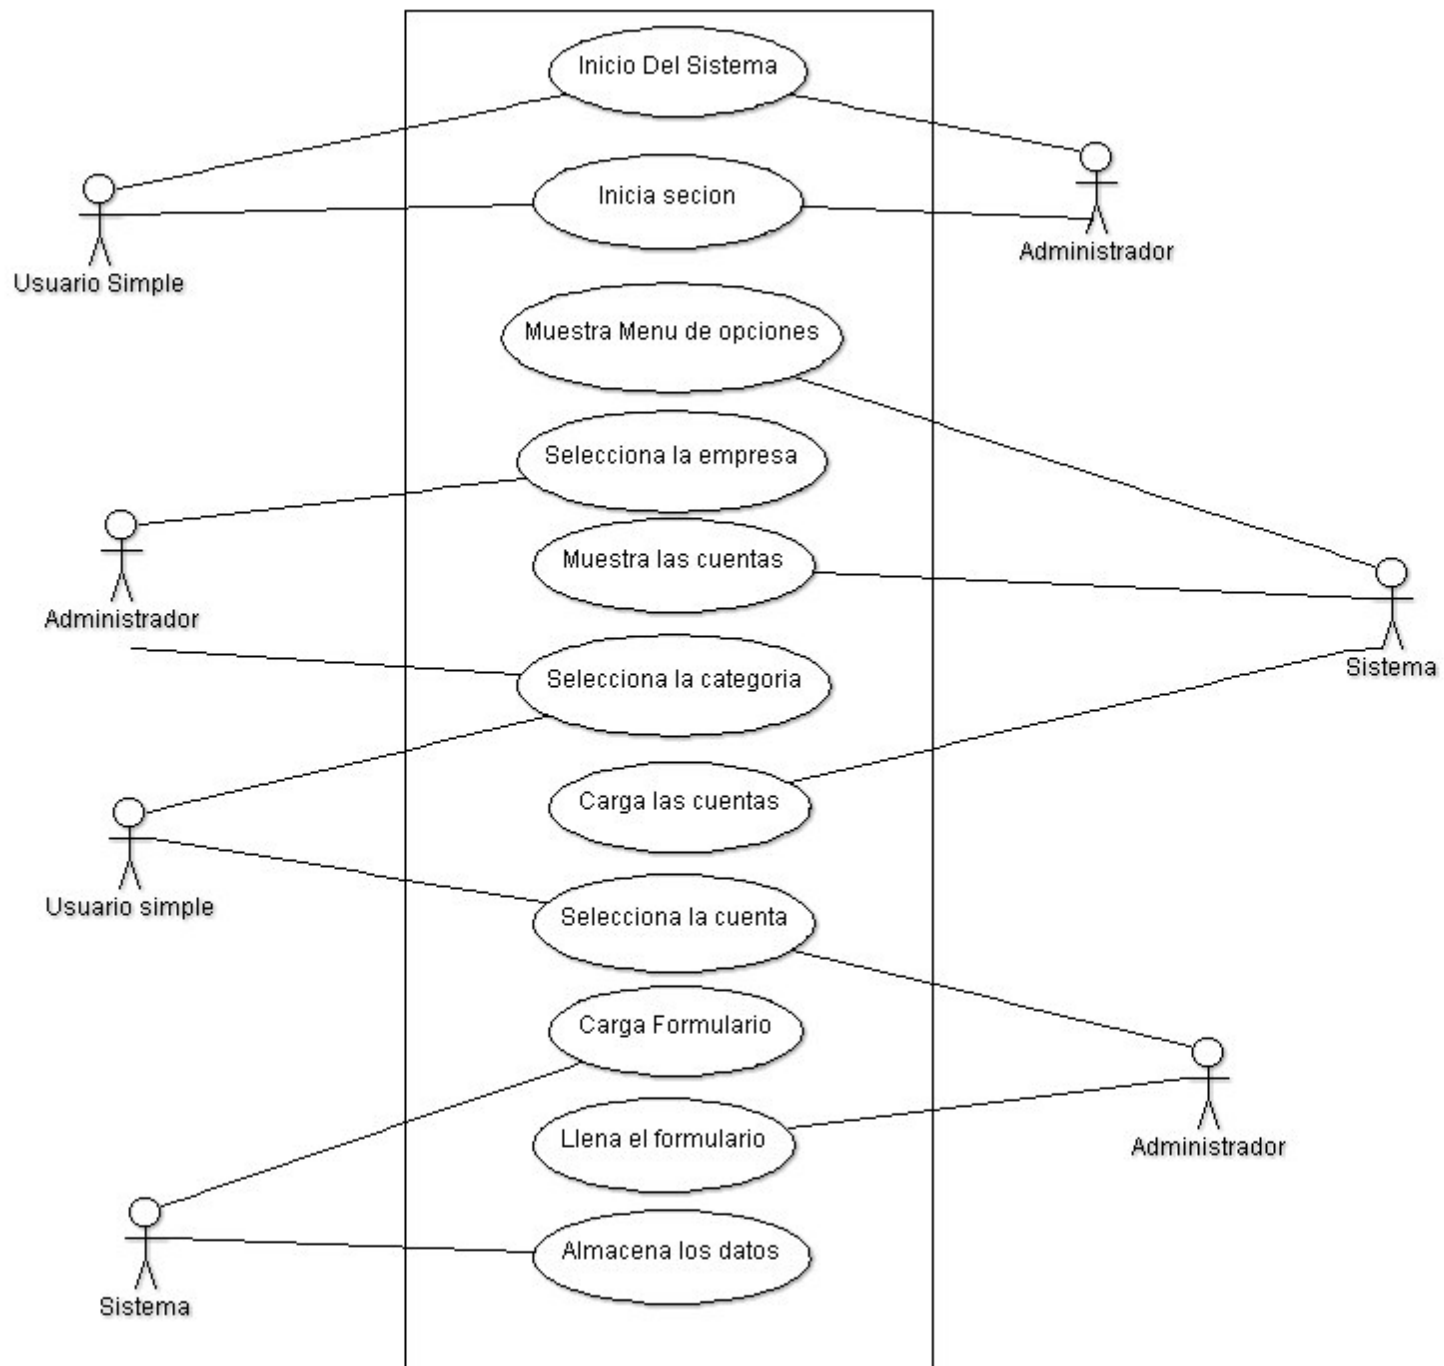 Inicio Del Sistema
Inicia secion
Usuario Simple
Administrador
Muestra Menu de opciones
Selecciona la empresa
Muestra las cuentas
Administrador
Sistema
Selecciona la categoria
Carga las cuentas
Usuario simple
Selecciona la cuenta
Carga Formulario
Llena el formulario
Administrador
Almacena los datos
Sistema